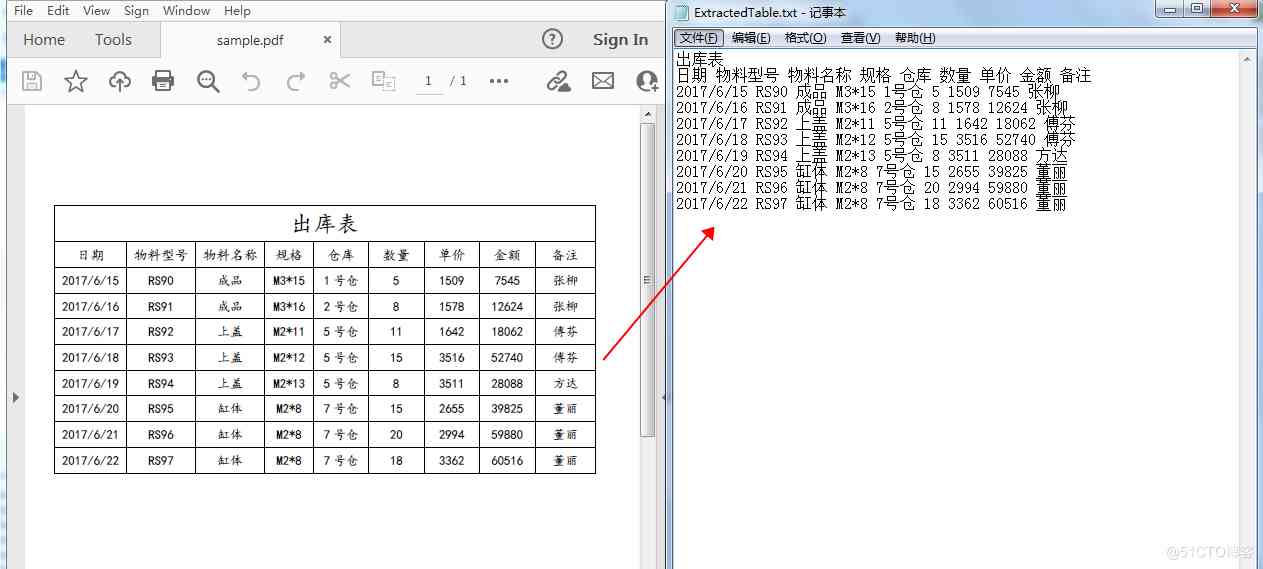 File Edit View Sign Window Help
Home Tools sample.pdf × ? Sign In
1 / 1
出库表
日期 物料型号 物料名称 规格 仓库 数量 单价 金额 备注
2017/6/15 RS90 成品 M3*15 1 号仓 5 1509 7545 张柳
2017/6/16 RS91 成品 M3*16 2 号仓 8 1578 12624 张柳
2017/6/17 RS92 上盖 M2*11 5 号仓 11 1642 18062 傅芬
2017/6/18 RS93 上盖 M2*12 5 号仓 15 3516 52740 傅芬
2017/6/19 RS94 上盖 M2*13 5 号仓 8 3511 28088 方达
2017/6/20 RS95 缸体 M2*8 7 号仓 15 2655 39825 董丽
2017/6/21 RS96 缸体 M2*8 7 号仓 20 2994 59880 董丽
2017/6/22 RS97 缸体 M2*8 7 号仓 18 3362 60516 董丽
ExtractedTable.txt - 记事本
文件(F) 编辑(E) 格式(O) 查看(V) 帮助(H)
出库表
日期 物料型号 物料名称 规格 仓库 数量 单价 金额 备注
2017/6/15 RS90 成品 M3*15 1号仓 5 1509 7545 张柳
2017/6/16 RS91 成品 M3*16 2号仓 8 1578 12624 张柳
2017/6/17 RS92 上盖 M2*11 5号仓 11 1642 18062 傅芬
2017/6/18 RS93 上盖 M2*12 5号仓 15 3516 52740 傅芬
2017/6/19 RS94 上盖 M2*13 5号仓 8 3511 28088 方达
2017/6/20 RS95 缸体 M2*8 7号仓 15 2655 39825 董丽
2017/6/21 RS96 缸体 M2*8 7号仓 20 2994 59880 董丽
2017/6/22 RS97 缸体 M2*8 7号仓 18 3362 60516 董丽
@51CTO博客